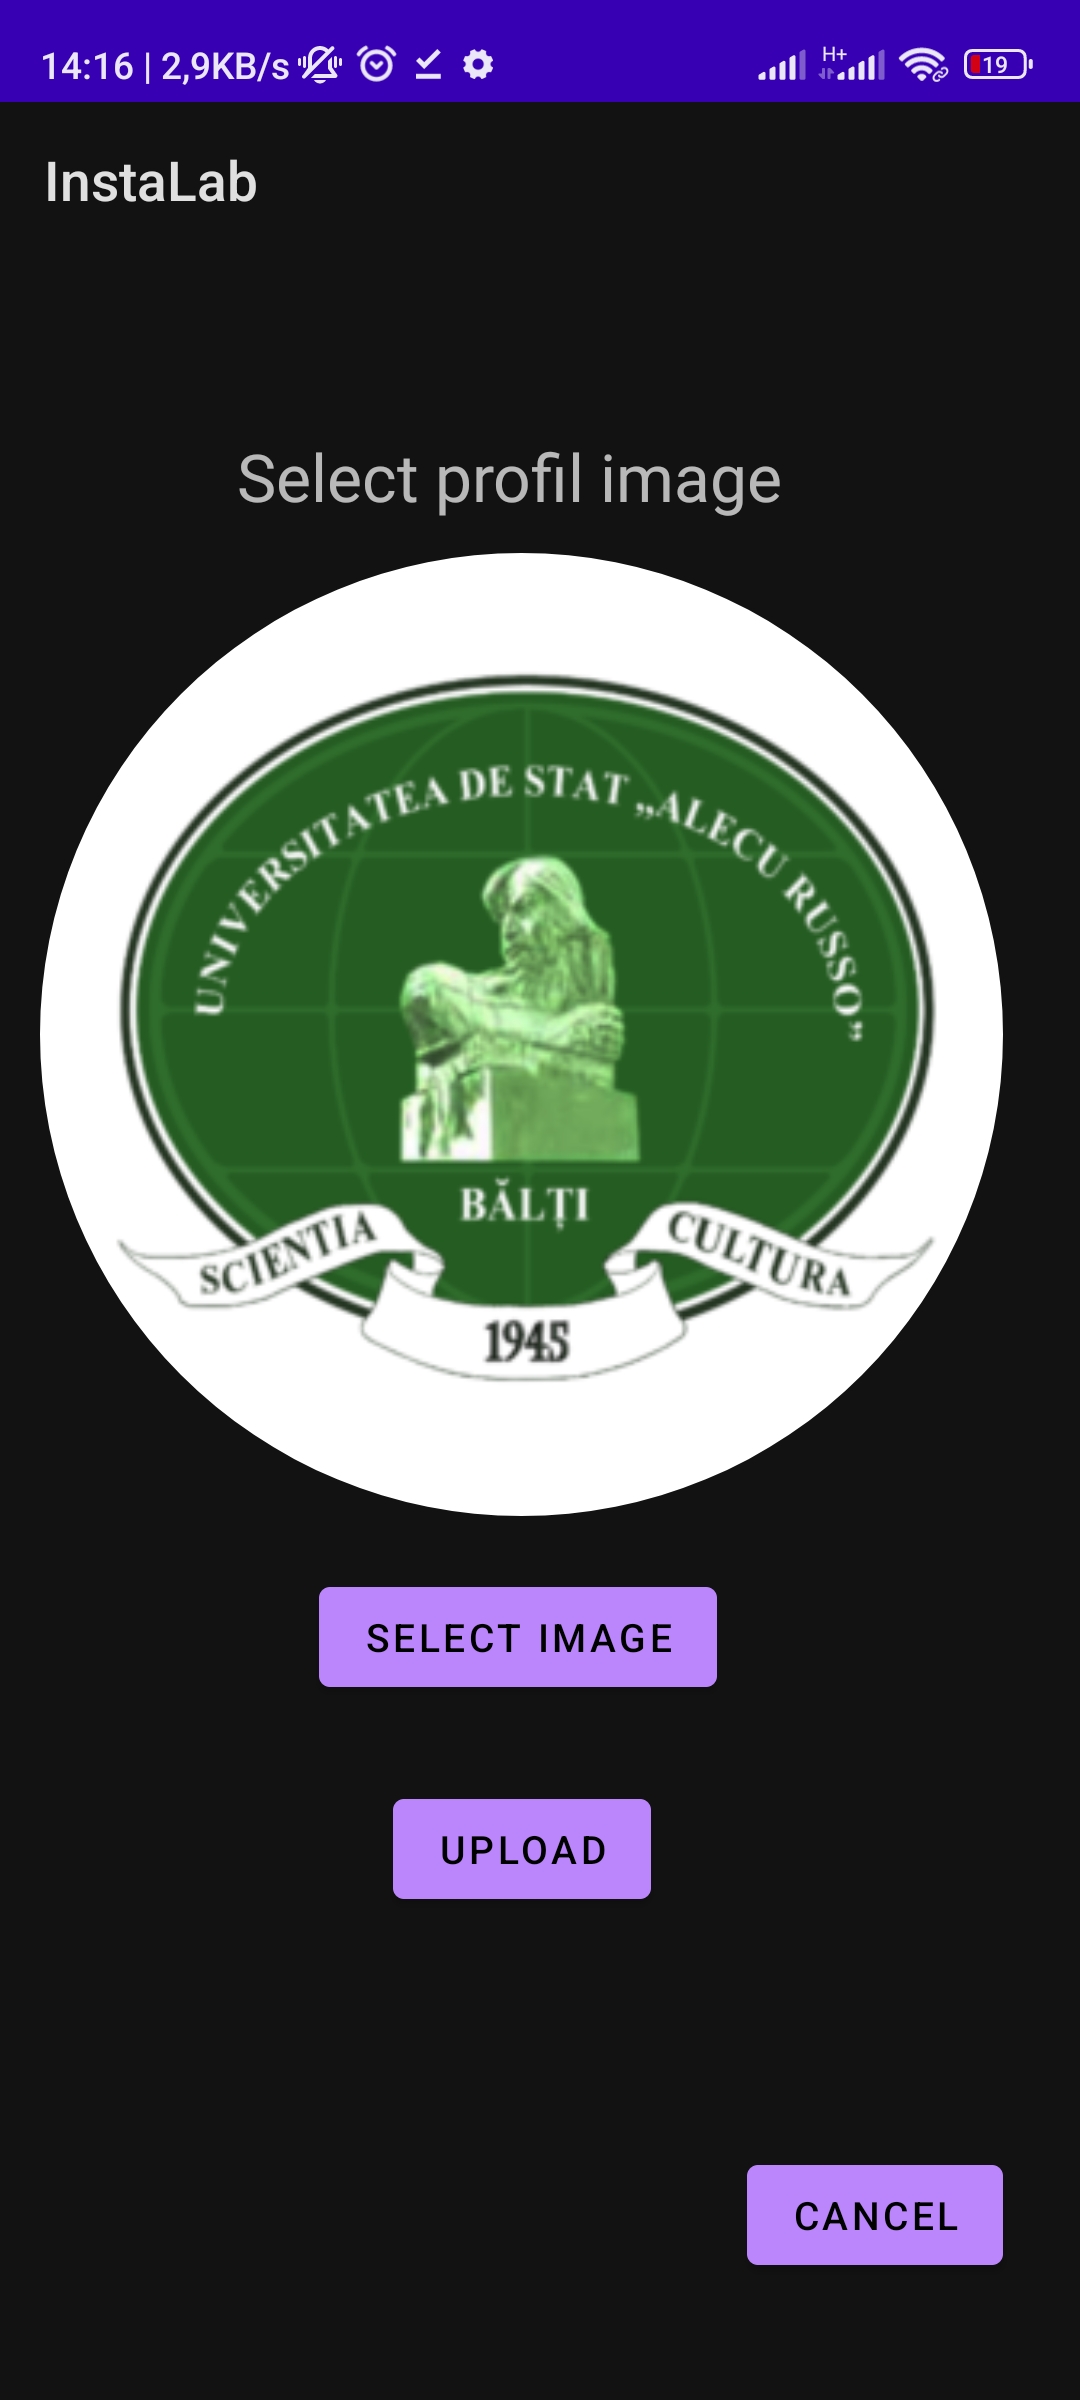 14:16 | 2,9KB/s H+ 19
InstaLab
Select profil image
UNIVERSITATEA DE STAT „ALECU RUSSO”
BĂLȚI
SCIENTIA
CULTURA
1945
SELECT IMAGE
UPLOAD
CANCEL